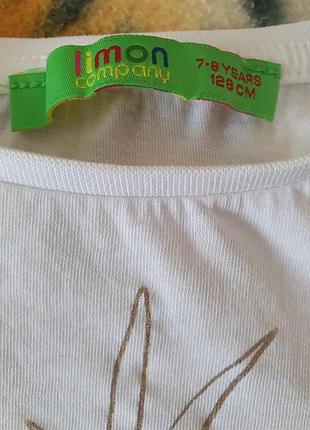 limon
company
7-8 YEARS
128 CM